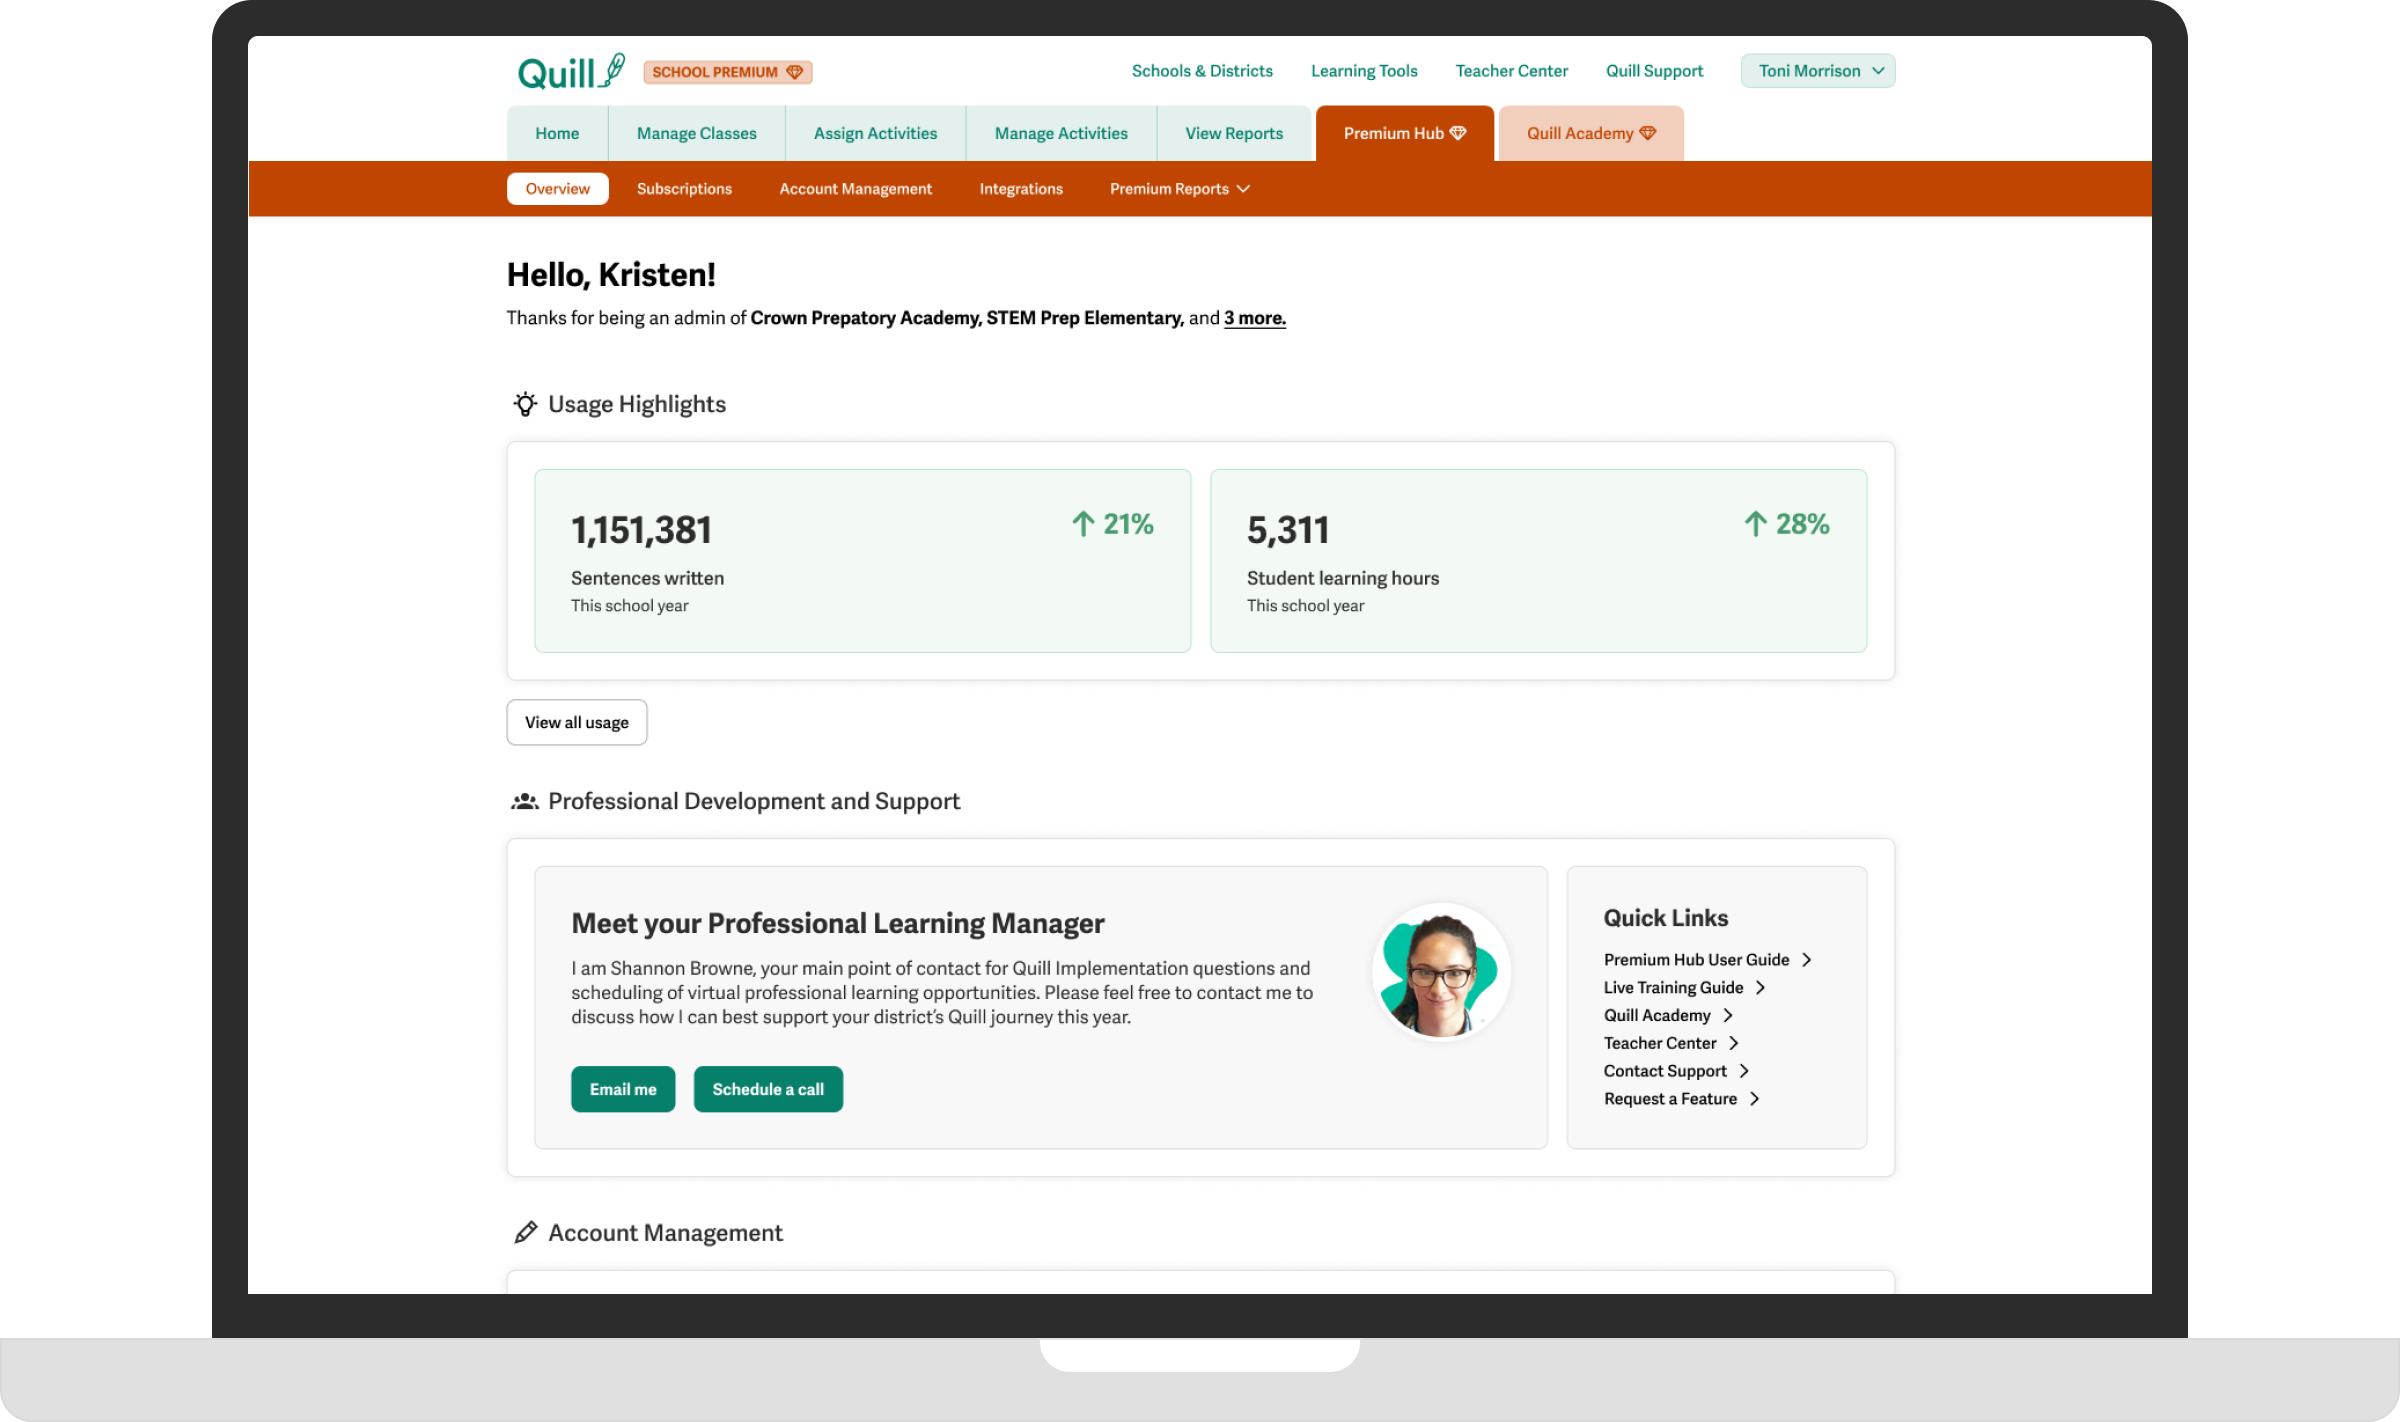 Quill
SCHOOL PREMIUM
Schools & Districts
Learning Tools
Teacher Center
Quill Support
Toni Morrison
Home
Manage Classes
Assign Activities
Manage Activities
View Reports
Premium Hub
Quill Academy
Overview
Subscriptions
Account Management
Integrations
Premium Reports
Hello, Kristen!
Thanks for being an admin of Crown Prepatory Academy, STEM Prep Elementary, and 3 more.
Usage Highlights
1,151,381
21%
Sentences written
This school year
5,311
28%
Student learning hours
This school year
View all usage
Professional Development and Support
Meet your Professional Learning Manager
I am Shannon Browne, your main point of contact for Quill Implementation questions and
scheduling of virtual professional learning opportunities. Please feel free to contact me to
discuss how I can best support your district’s Quill journey this year.
Email me
Schedule a call
Quick Links
Premium Hub User Guide
Live Training Guide
Quill Academy
Teacher Center
Contact Support
Request a Feature
Account Management